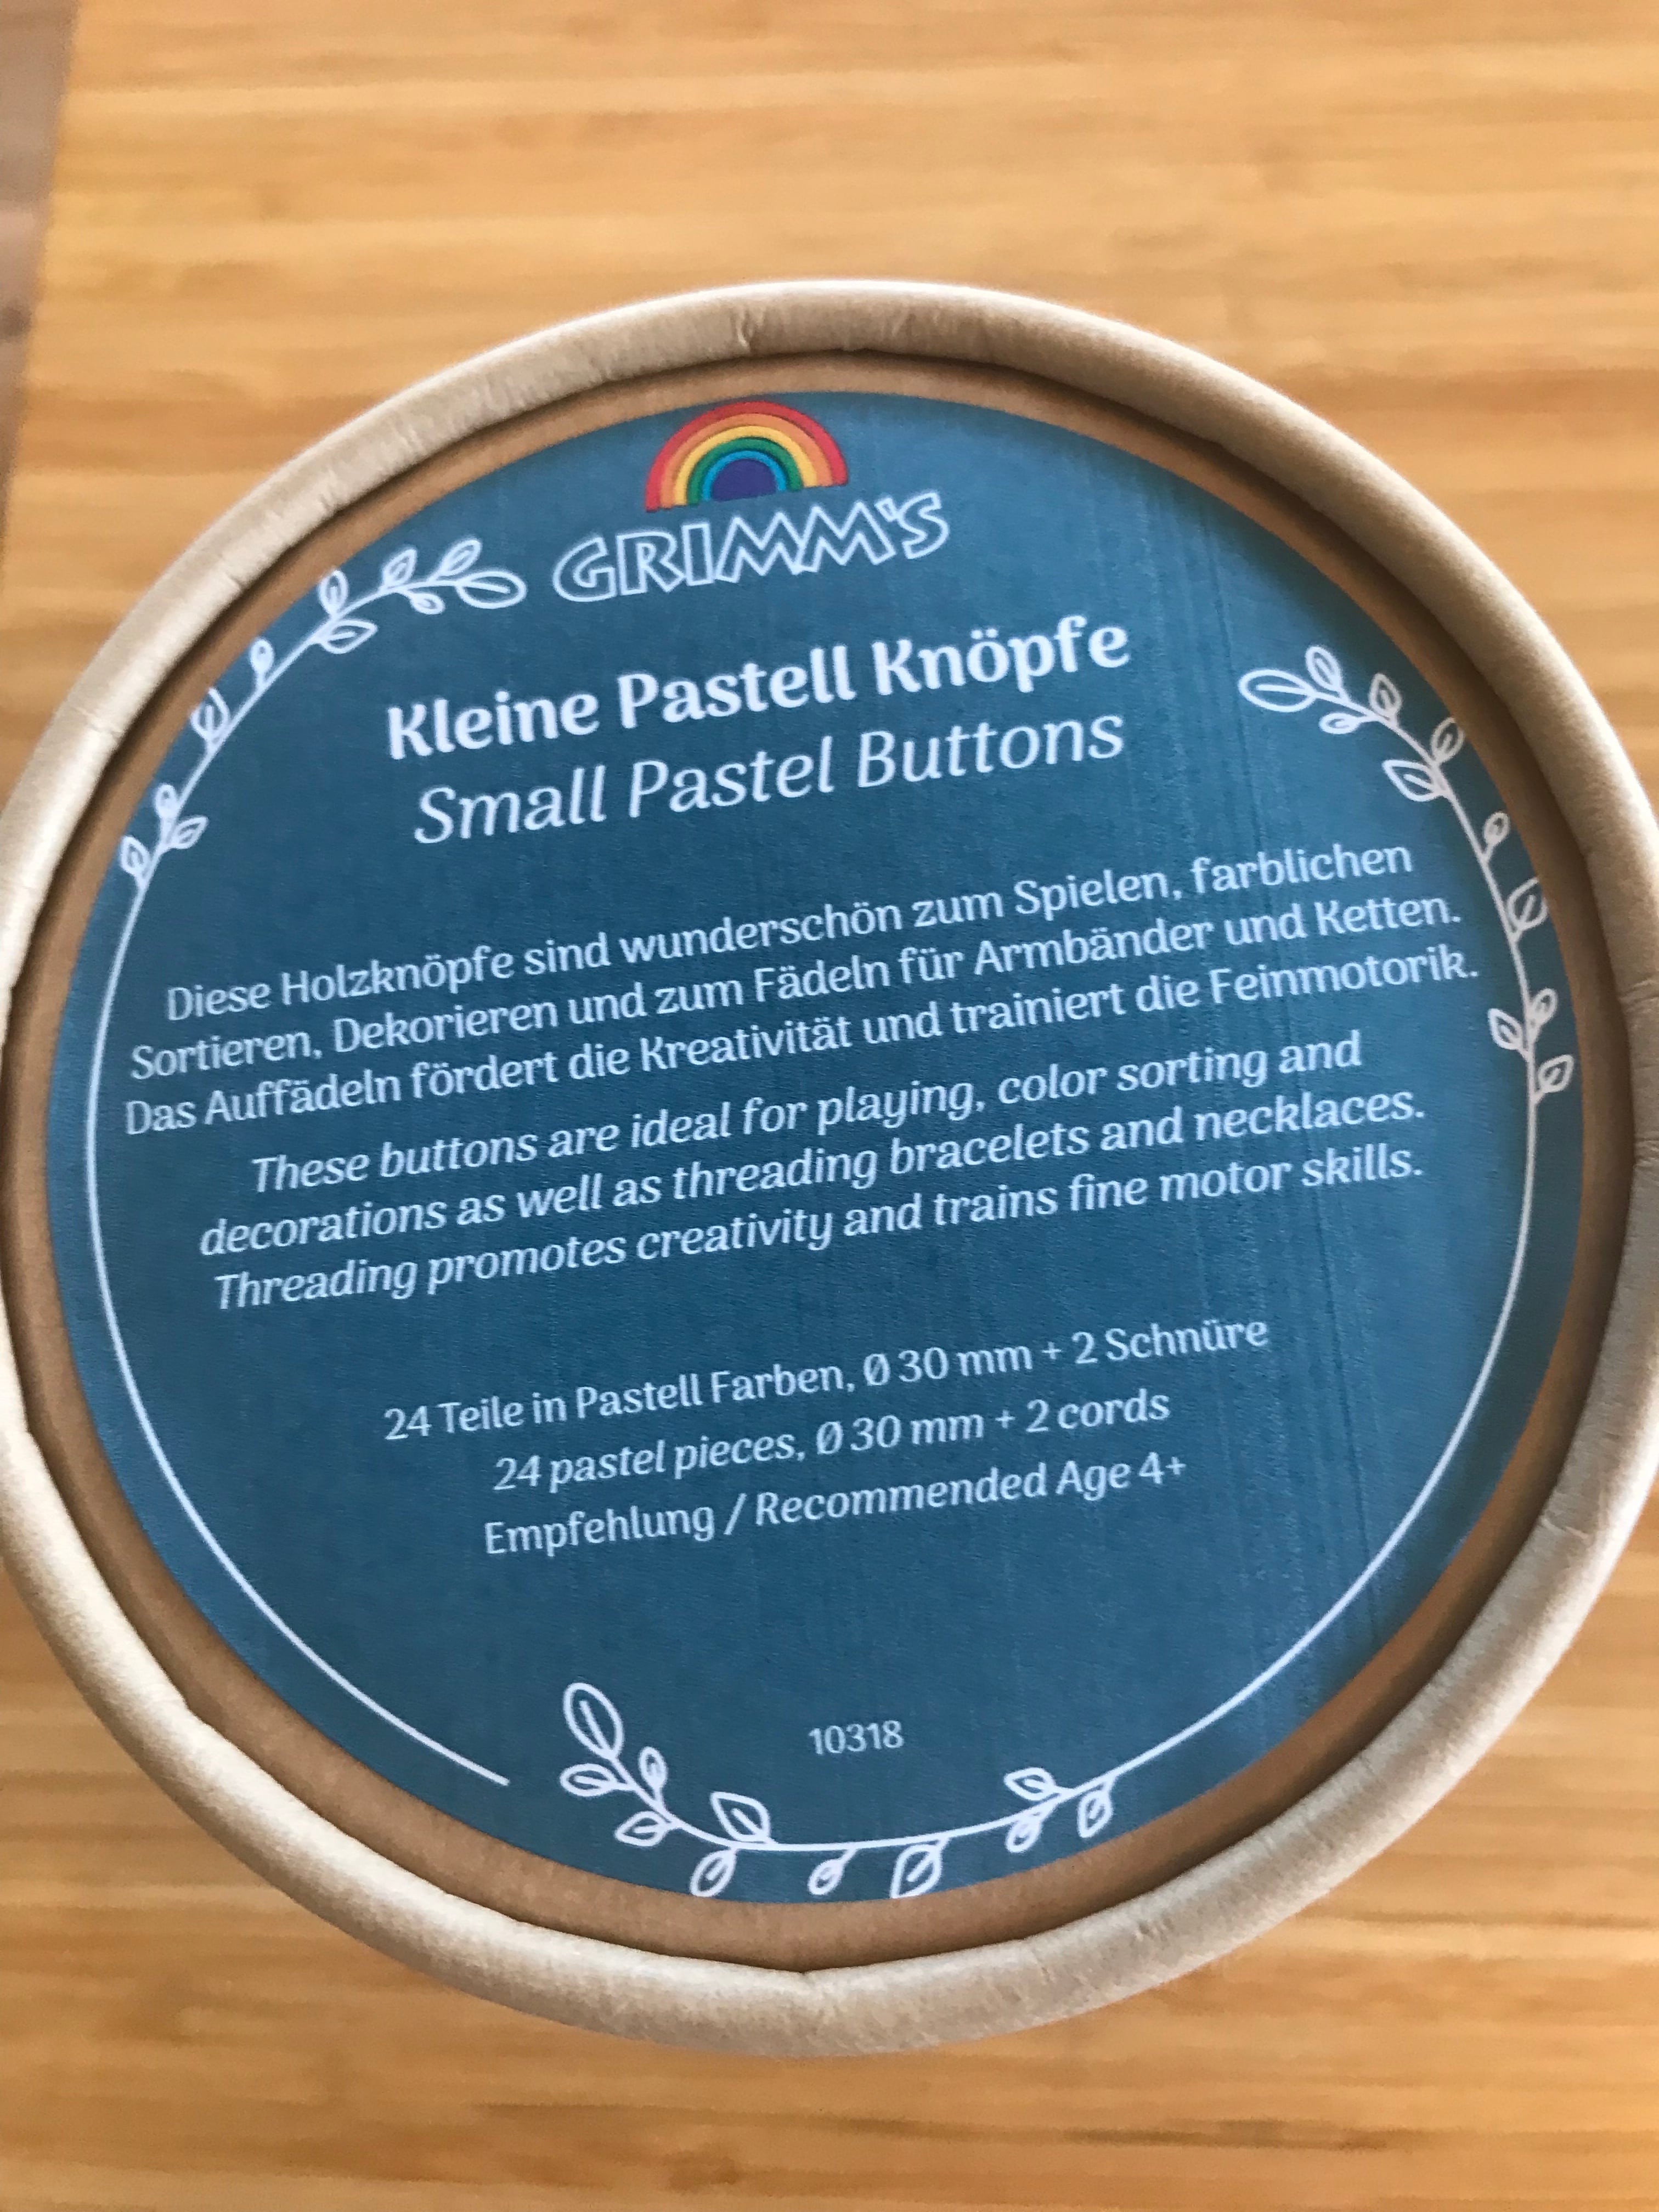 GRIMM'S
Kleine Pastell Knöpfe
Small Pastel Buttons
Diese Holzknöpfe sind wunderschön zum Spielen, farblichen
Sortieren, Dekorieren und zum Fädeln für Armbänder und Ketten.
Das Auffädeln fördert die Kreativität und trainiert die Feinmotorik.
These buttons are ideal for playing, color sorting and
decorations as well as threading bracelets and necklaces.
Threading promotes creativity and trains fine motor skills.
24 Teile in Pastell Farben, Ø 30 mm + 2 Schnüre
24 pastel pieces, Ø 30 mm + 2 cords
Empfehlung / Recommended Age 4+
10318